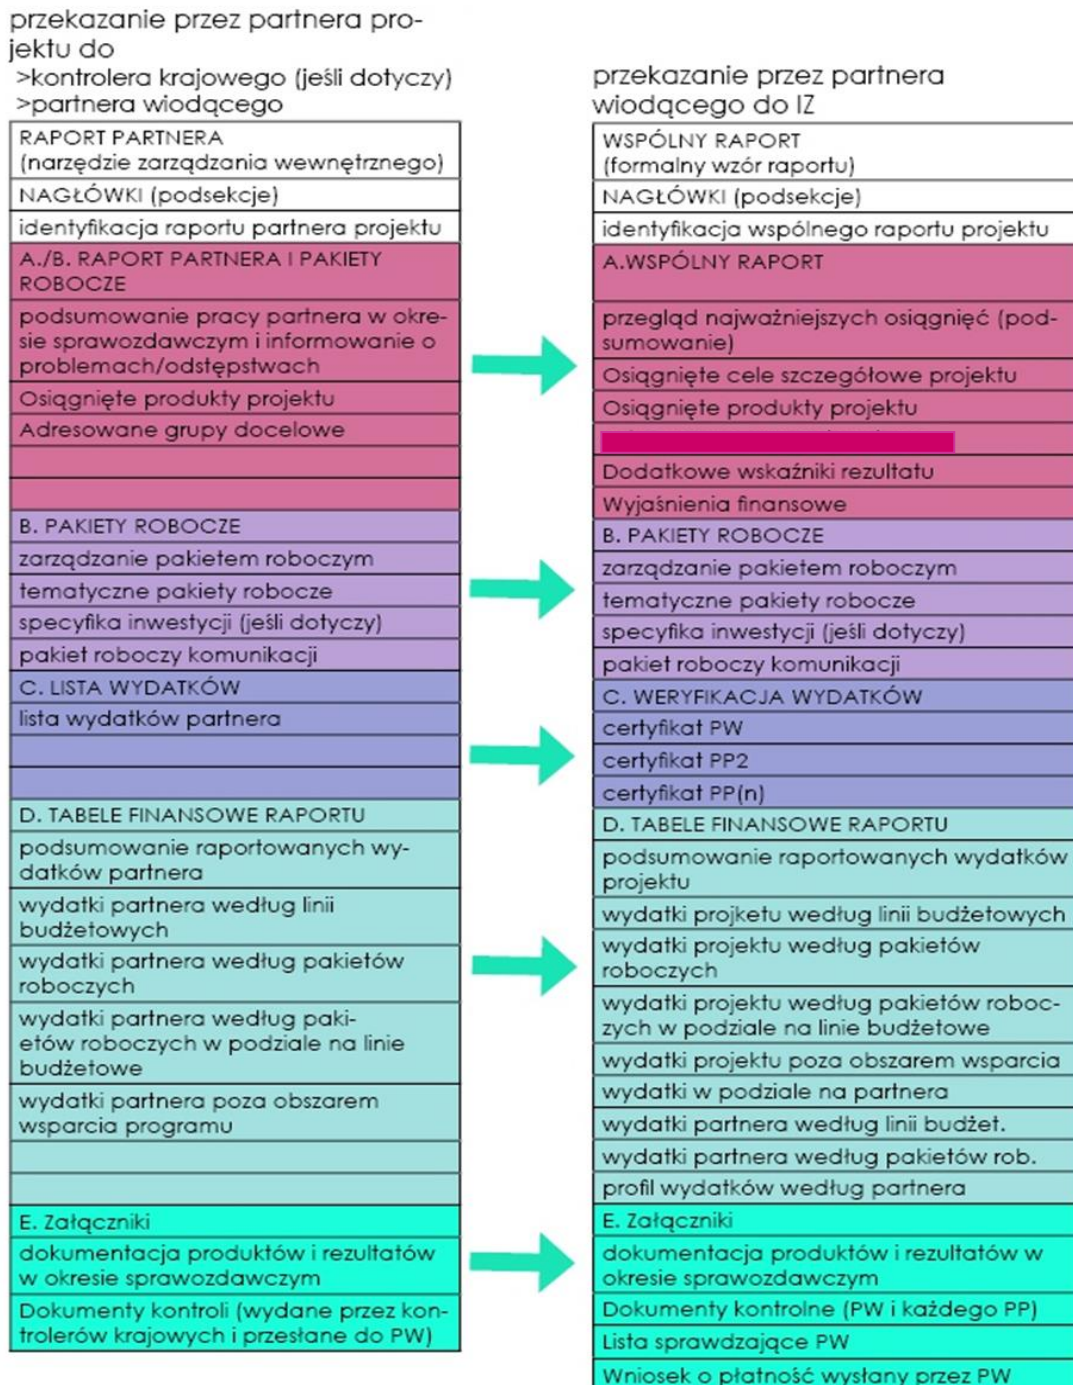 przekazanie przez partnera pro-
jektu do
>kontrolera krajowego (jeśli dotyczy)
>partnera wiodącego
RAPORT PARTNERA
(narzędzie zarządzania wewnętrznego)
NAGŁÓWKI (podsekcje)
identyfikacja raportu partnera projektu
A./B. RAPORT PARTNERA I PAKIETY
ROBOCZE
podsumowanie pracy partnera w okre-
sie sprawozdawczym i informowanie o
problemach/odstępstwach
Osiągnięte produkty projektu
Adresowane grupy docelowe
B. PAKIETY ROBOCZE
zarządzanie pakietem roboczym
tematyczne pakiety robocze
specyfika inwestycji (jeśli dotyczy)
pakiet roboczy komunikacji
C. LISTA WYDATKÓW
lista wydatków partnera
D. TABELE FINANSOWE RAPORTU
podsumowanie raportowanych wy-
datków partnera
wydatki partnera według linii
budżetowych
wydatki partnera według pakietów
roboczych
wydatki partnera według paki-
etów roboczych w podziale na linie
budżetowe
wydatki partnera poza obszarem
wsparcia programu
E. Załączniki
dokumentacja produktów i rezultatów
w okresie sprawozdawczym
Dokumenty kontroli (wydane przez kon-
trolerów krajowych i przesłane do PW)
przekazanie przez partnera
wiodącego do IZ
WSPÓLNY RAPORT
(formalny wzór raportu)
NAGŁÓWKI (podsekcje)
identyfikacja wspólnego raportu projektu
A.WSPÓLNY RAPORT
przegląd najważniejszych osiągnięć (pod-
sumowanie)
Osiągnięte cele szczegółowe projektu
Osiągnięte produkty projektu
Dodatkowe wskaźniki rezultatu
Wyjaśnienia finansowe
B. PAKIETY ROBOCZE
zarządzanie pakietem roboczym
tematyczne pakiety robocze
specyfika inwestycji (jeśli dotyczy)
pakiet roboczy komunikacji
C. WERYFIKACJA WYDATKÓW
certyfikat PW
certyfikat PP2
certyfikat PP(n)
D. TABELE FINANSOWE RAPORTU
podsumowanie raportowanych wydatków
projektu
wydatki projketu według linii budżetowych
wydatki projektu według pakietów
roboczych
wydatki projektu według pakietów roboc-
zych w podziale na linie budżetowe
wydatki projektu poza obszarem wsparcia
wydatki w podziale na partnera
wydatki partnera według linii budżet.
wydatki partnera według pakietów rob.
profil wydatków według partnera
E. Załączniki
dokumentacja produktów i rezultatów w
okresie sprawozdawczym
Dokumenty kontrolne (PW i każdego PP)
Lista sprawdzające PW
Wniosek o płatność wysłany przez PW